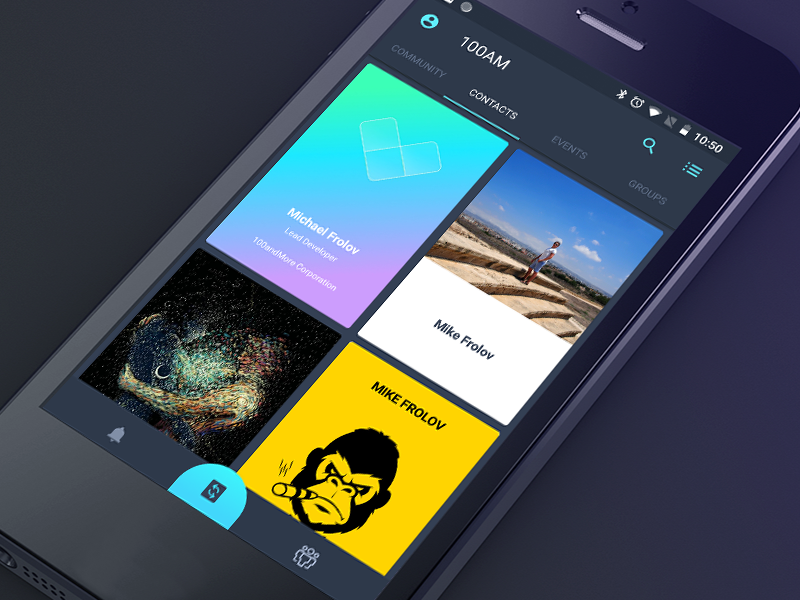 100AM
10:50
COMMUNITY
CONTACTS
EVENTS
GROUPS
Michael Frolov
Lead Developer
100andMore Corporation
Mike Frolov
MIKE FROLOV